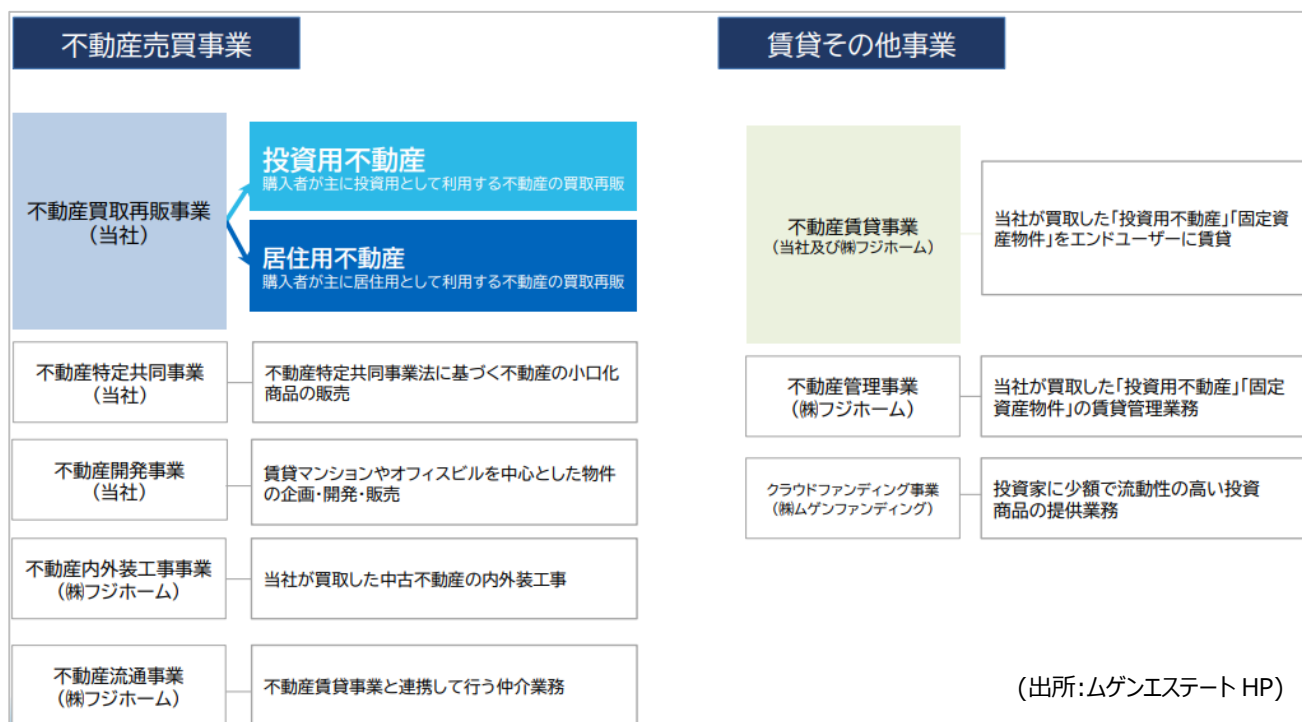 不動産売買事業
不動産買取再販事業
(当社)
投資用不動産
購入者が主に投資用として利用する不動産の買取再販
居住用不動産
購入者が主に居住用として利用する不動産の買取再販
不動産特定共同事業
(当社)
不動産特定共同事業法に基づく不動産の小口化
商品の販売
不動産開発事業
(当社)
賃貸マンションやオフィスビルを中心とした物件
の企画・開発・販売
不動産内外装工事事業
(㈱フジホーム)
当社が買取した中古不動産の内外装工事
不動産流通事業
(㈱フジホーム)
不動産賃貸事業と連携して行う仲介業務
賃貸その他事業
不動産賃貸事業
(当社及び㈱フジホーム)
当社が買取した「投資用不動産」「固定資
産物件」をエンドユーザーに賃貸
不動産管理事業
(㈱フジホーム)
当社が買取した「投資用不動産」「固定
資産物件」の賃貸管理業務
クラウドファンディング事業
(㈱ムゲンファンディング)
投資家に少額で流動性の高い投資
商品の提供業務
(出所:ムゲンエステート HP)